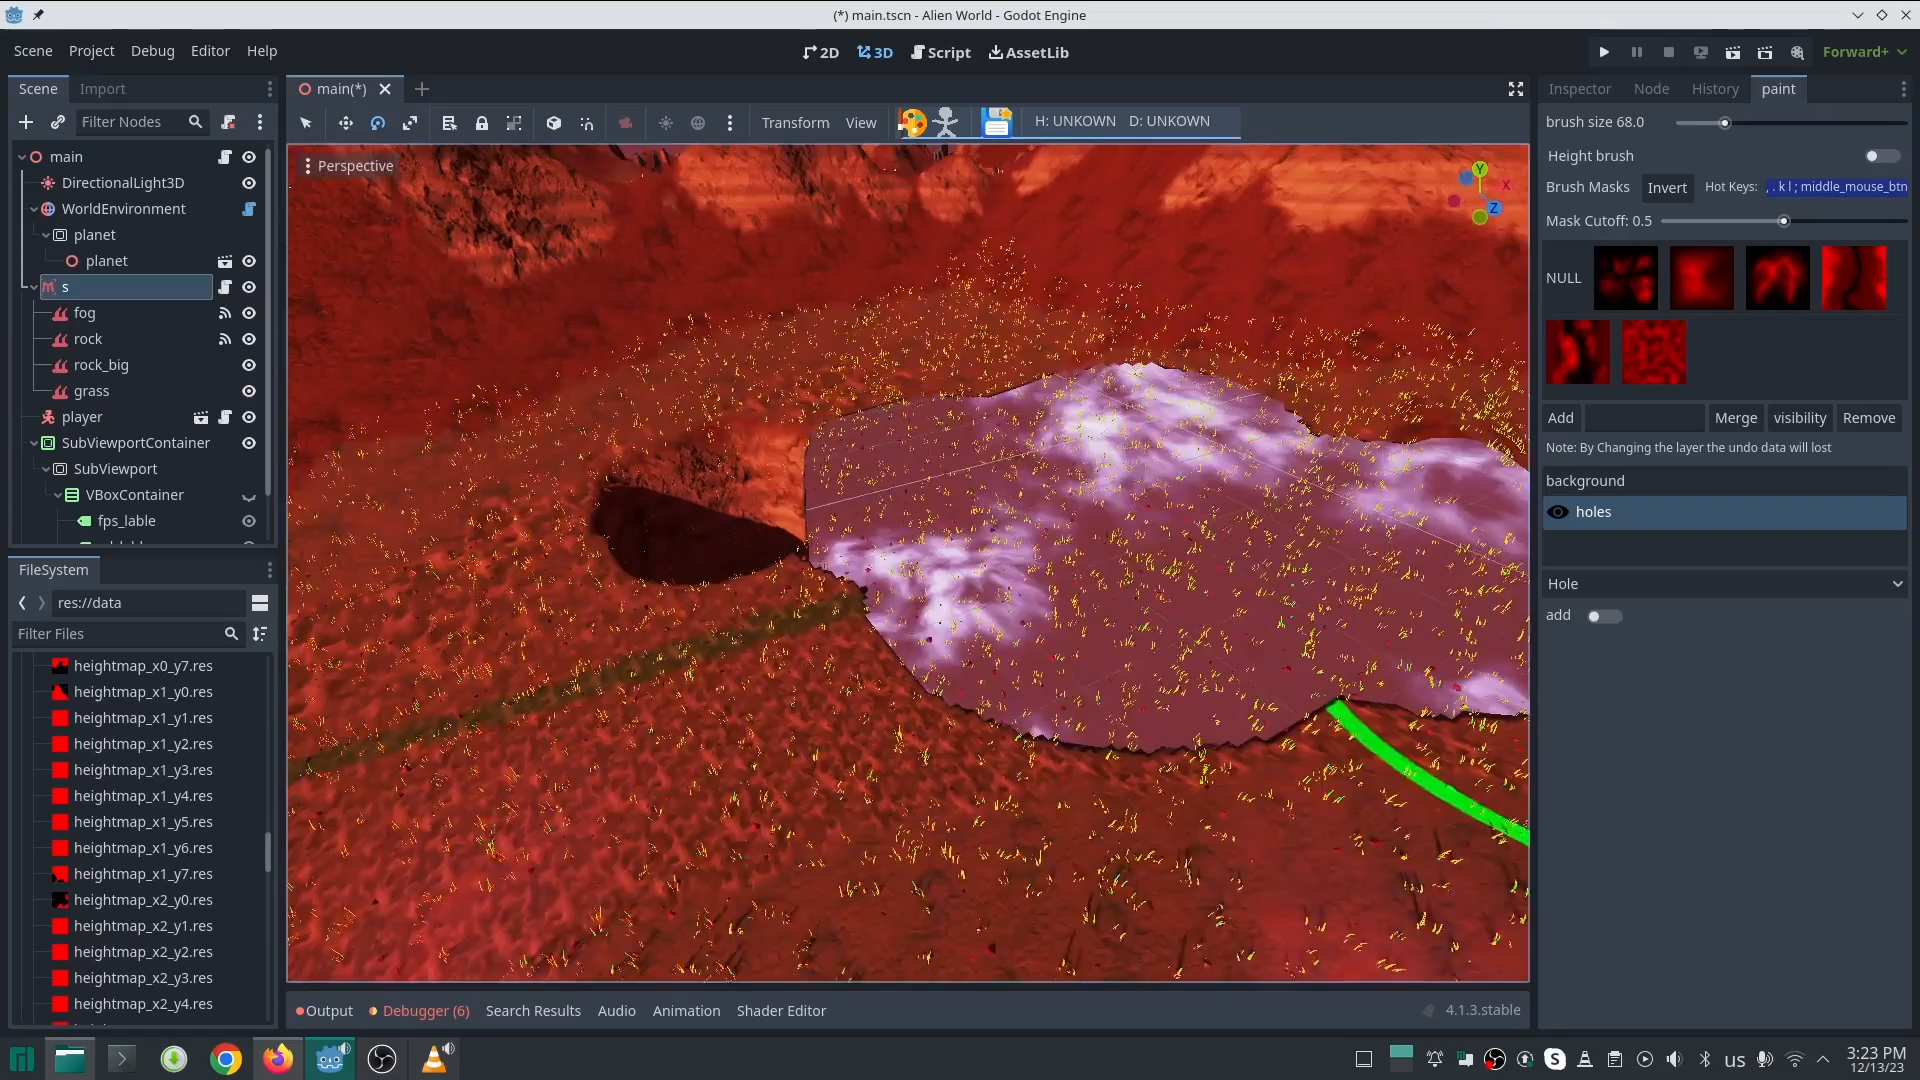 (*) main.tscn - Alien World - Godot Engine
Scene Project Debug Editor Help
2D 3D Script AssetLib
Forward+
Scene Import
main(*)
Inspector Node History paint
Filter Nodes
Transform View
H: UNKOWN D: UNKOWN
brush size 68.0
Perspective
Y
X
Z
main
DirectionalLight3D
WorldEnvironment
planet
planet
s
fog
rock
rock_big
grass
player
SubViewportContainer
SubViewport
VBoxContainer
fps_lable
Height brush
Brush Masks Invert Hot Keys: , . k l ; middle_mouse_btn
Mask Cutoff: 0.5
NULL
Add Merge visibility Remove
Note: By Changing the layer the undo data will lost
background
holes
Hole
add
FileSystem
res://data
Filter Files
heightmap_x0_y7.res
heightmap_x1_y0.res
heightmap_x1_y1.res
heightmap_x1_y2.res
heightmap_x1_y3.res
heightmap_x1_y4.res
heightmap_x1_y5.res
heightmap_x1_y6.res
heightmap_x1_y7.res
heightmap_x2_y0.res
heightmap_x2_y1.res
heightmap_x2_y2.res
heightmap_x2_y3.res
heightmap_x2_y4.res
Output Debugger (6) Search Results Audio Animation Shader Editor
4.1.3.stable
us
3:23 PM
12/13/23